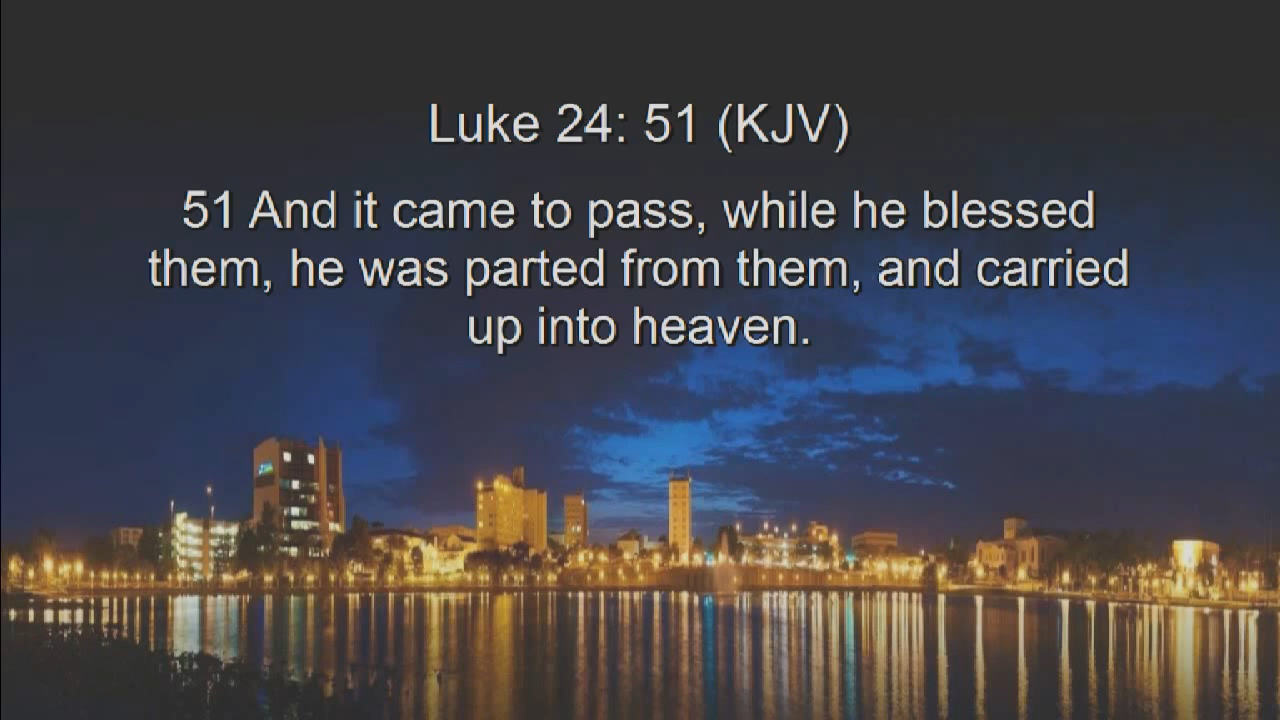 Luke 24: 51 (KJV)
51 And it came to pass, while he blessed
them, he was parted from them, and carried
up into heaven.